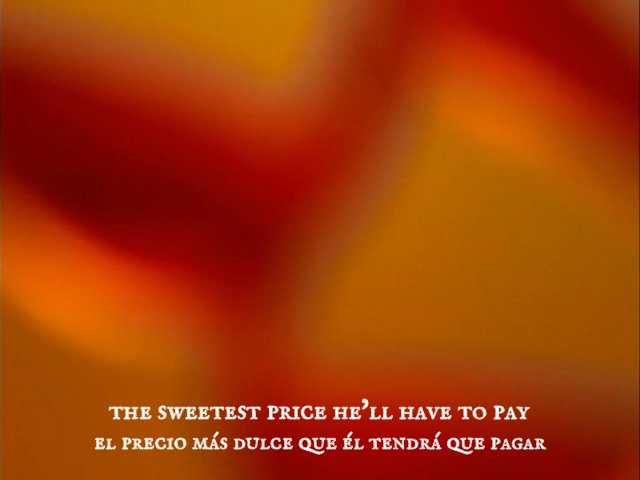 THE SWEETEST PRICE HE'LL HAVE TO PAY
EL PRECIO MÁS DULCE QUE ÉL TENDRÁ QUE PAGAR